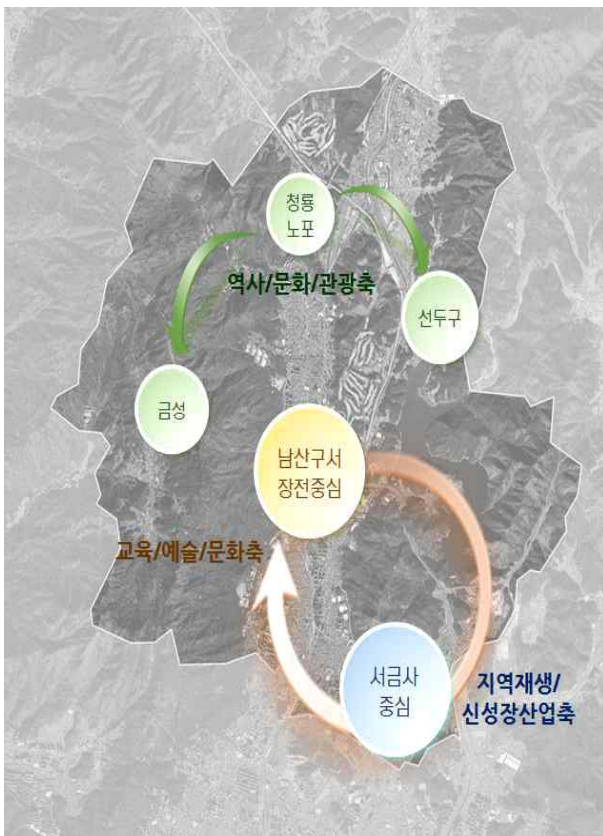 청룡
노포
역사/문화/관광축
선두구
금성
남산구서
장전중심
교육/예술/문화축
서금사
중심
지역재생/
신성장산업축